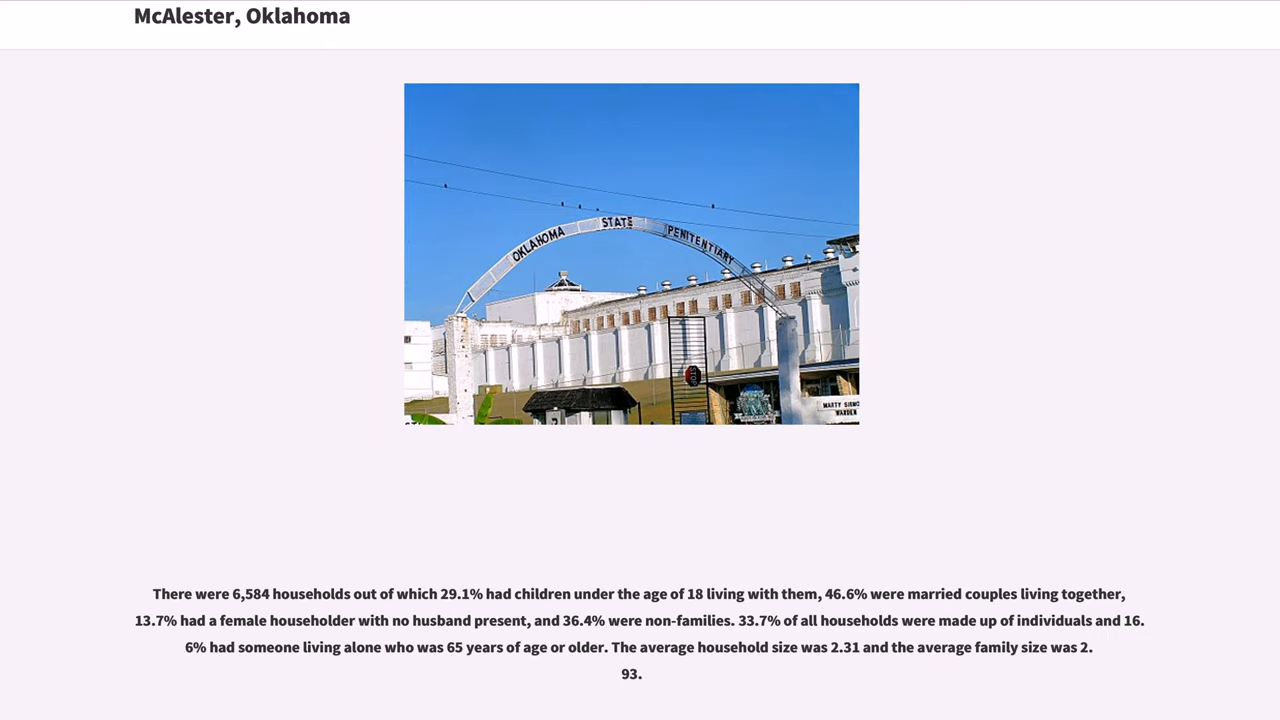 McAlester, Oklahoma
OKLAHOMA STATE PENITENTIARY
STOP
MARTY SIRMO
WARDEN
There were 6,584 households out of which 29.1% had children under the age of 18 living with them, 46.6% were married couples living together,
13.7% had a female householder with no husband present, and 36.4% were non-families. 33.7% of all households were made up of individuals and 16.
6% had someone living alone who was 65 years of age or older. The average household size was 2.31 and the average family size was 2.
93.